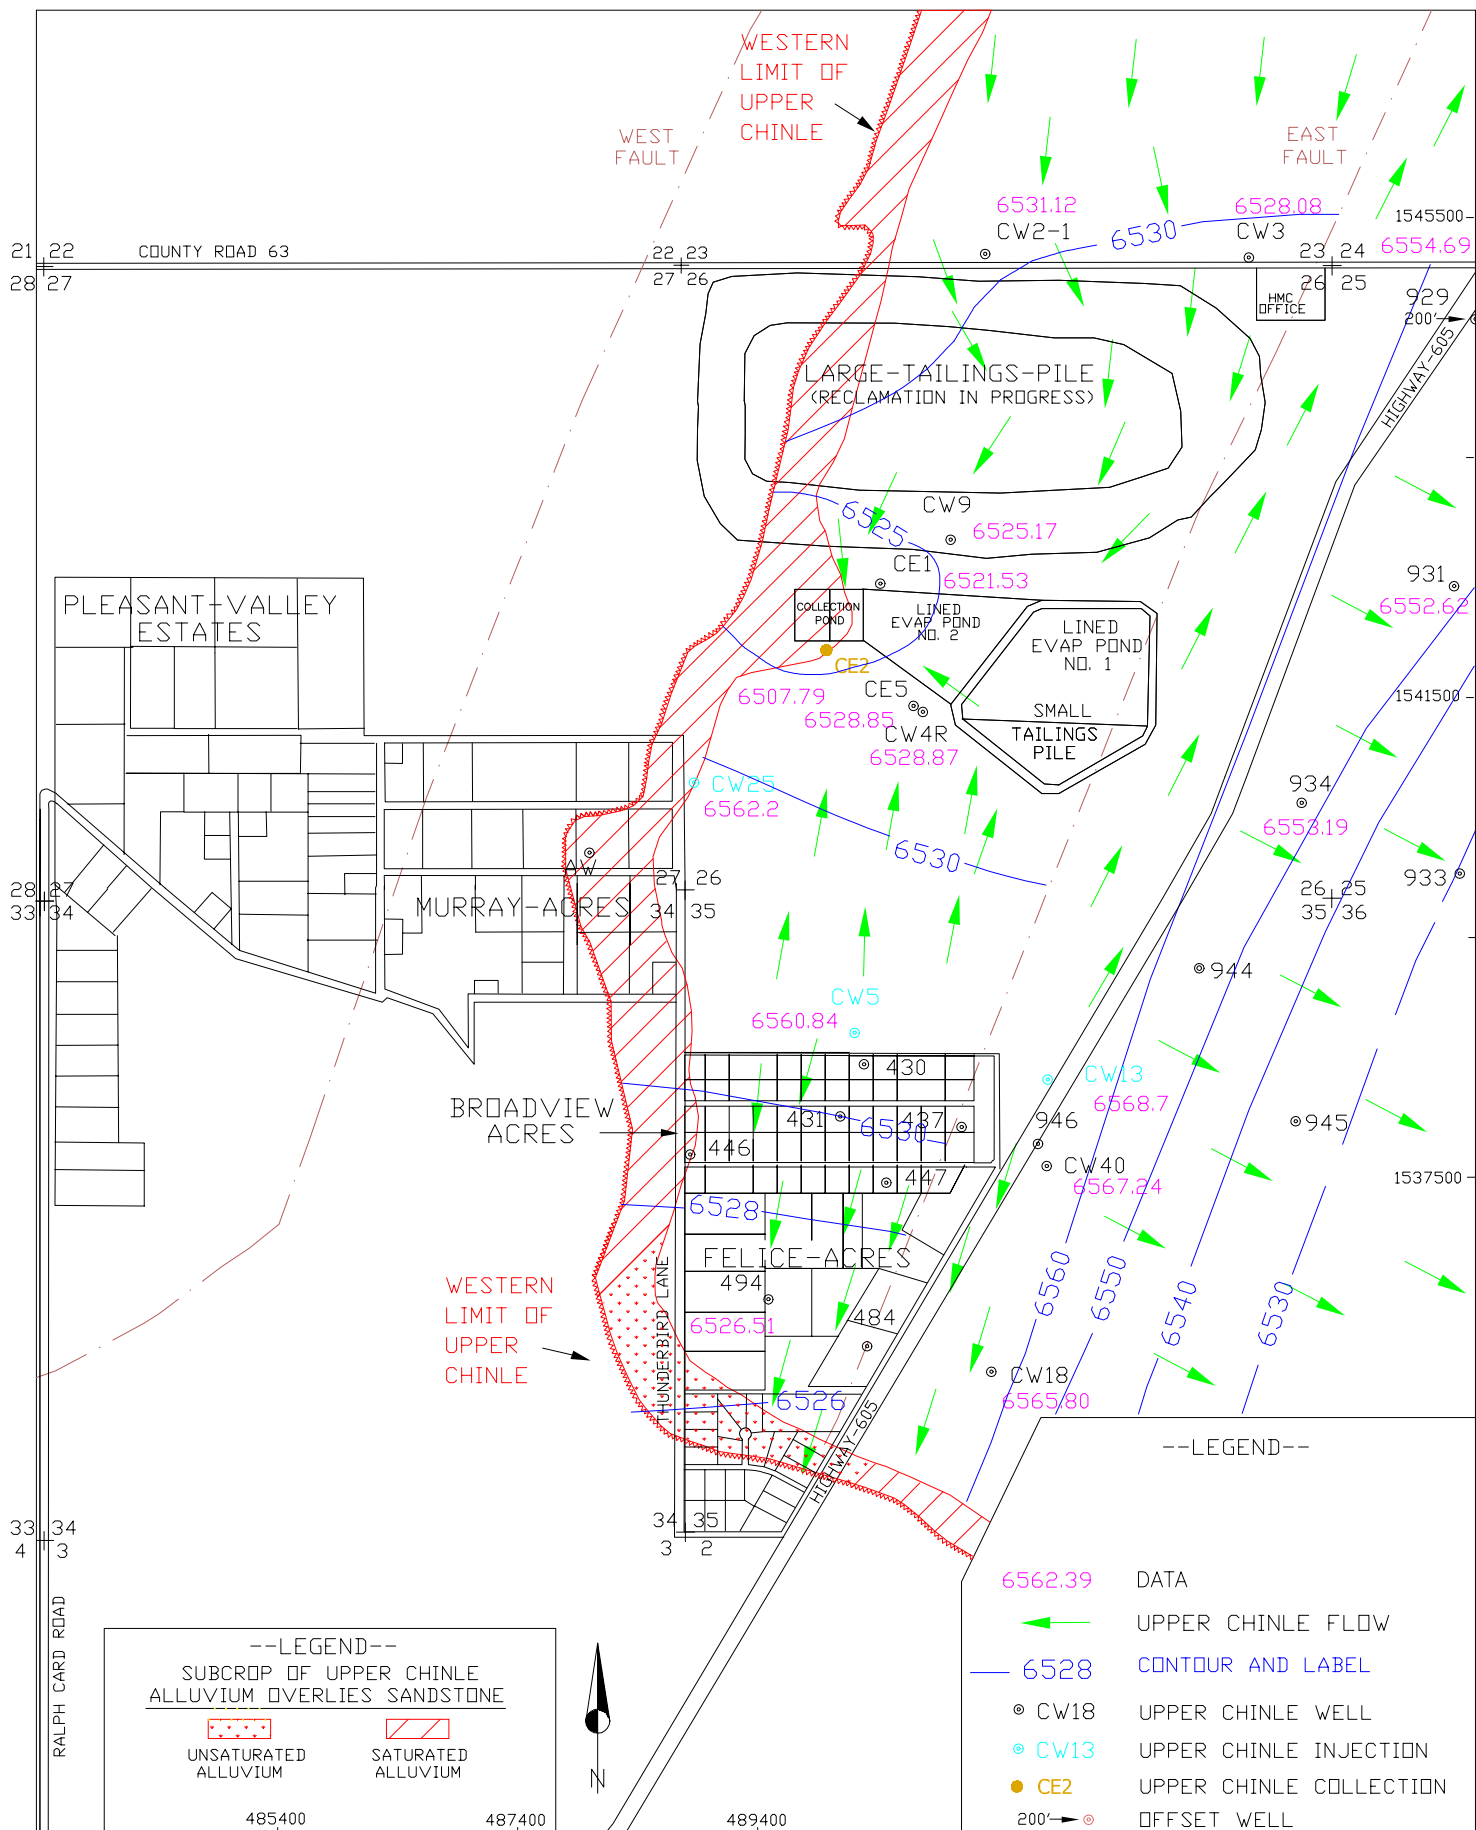 WESTERN
LIMIT OF
UPPER
CHINLE
WEST
FAULT
EAST
FAULT
6531.12
CW2-1
6530
6528.08
CW3
1545500
6554.69
21 22
28 27
COUNTY ROAD 63
22 23
27 26
23 24
26 25
HMC
OFFICE
929
200'
HIGHWAY-605
LARGE-TAILINGS-PILE
(RECLAMATION IN PROGRESS)
CW9
6525
6525.17
CE1
6521.53
931
6552.62
PLEASANT-VALLEY
ESTATES
COLLECTION
POND
LINED
EVAP POND
NO. 2
LINED
EVAP POND
NO. 1
CE2
6507.79
CE5
6528.85
CW4R
6528.87
SMALL
TAILINGS
PILE
1541500
CW25
6562.2
934
6553.19
6530
AW
933
28 27
33 34
27 26
34 35
26 25
35 36
MURRAY-ACRES
944
CW5
6560.84
430
CW13
6568.7
BROADVIEW
ACRES
431
437
6530
946
945
446
447
CW40
6567.24
1537500
6528
FELICE-ACRES
494
6526.51
484
THUNDERBIRD LANE
WESTERN
LIMIT OF
UPPER
CHINLE
6560
6550
6540
6530
CW18
6565.80
6526
HIGHWAY-605
33 34
4 3
34 35
3 2
RALPH CARD ROAD
--LEGEND--
SUBCROP OF UPPER CHINLE
ALLUVIUM OVERLIES SANDSTONE
UNSATURATED
ALLUVIUM
SATURATED
ALLUVIUM
N
--LEGEND--
6562.39 DATA
UPPER CHINLE FLOW
6528 CONTOUR AND LABEL
CW18 UPPER CHINLE WELL
CW13 UPPER CHINLE INJECTION
CE2 UPPER CHINLE COLLECTION
200' OFFSET WELL
485400
487400
489400